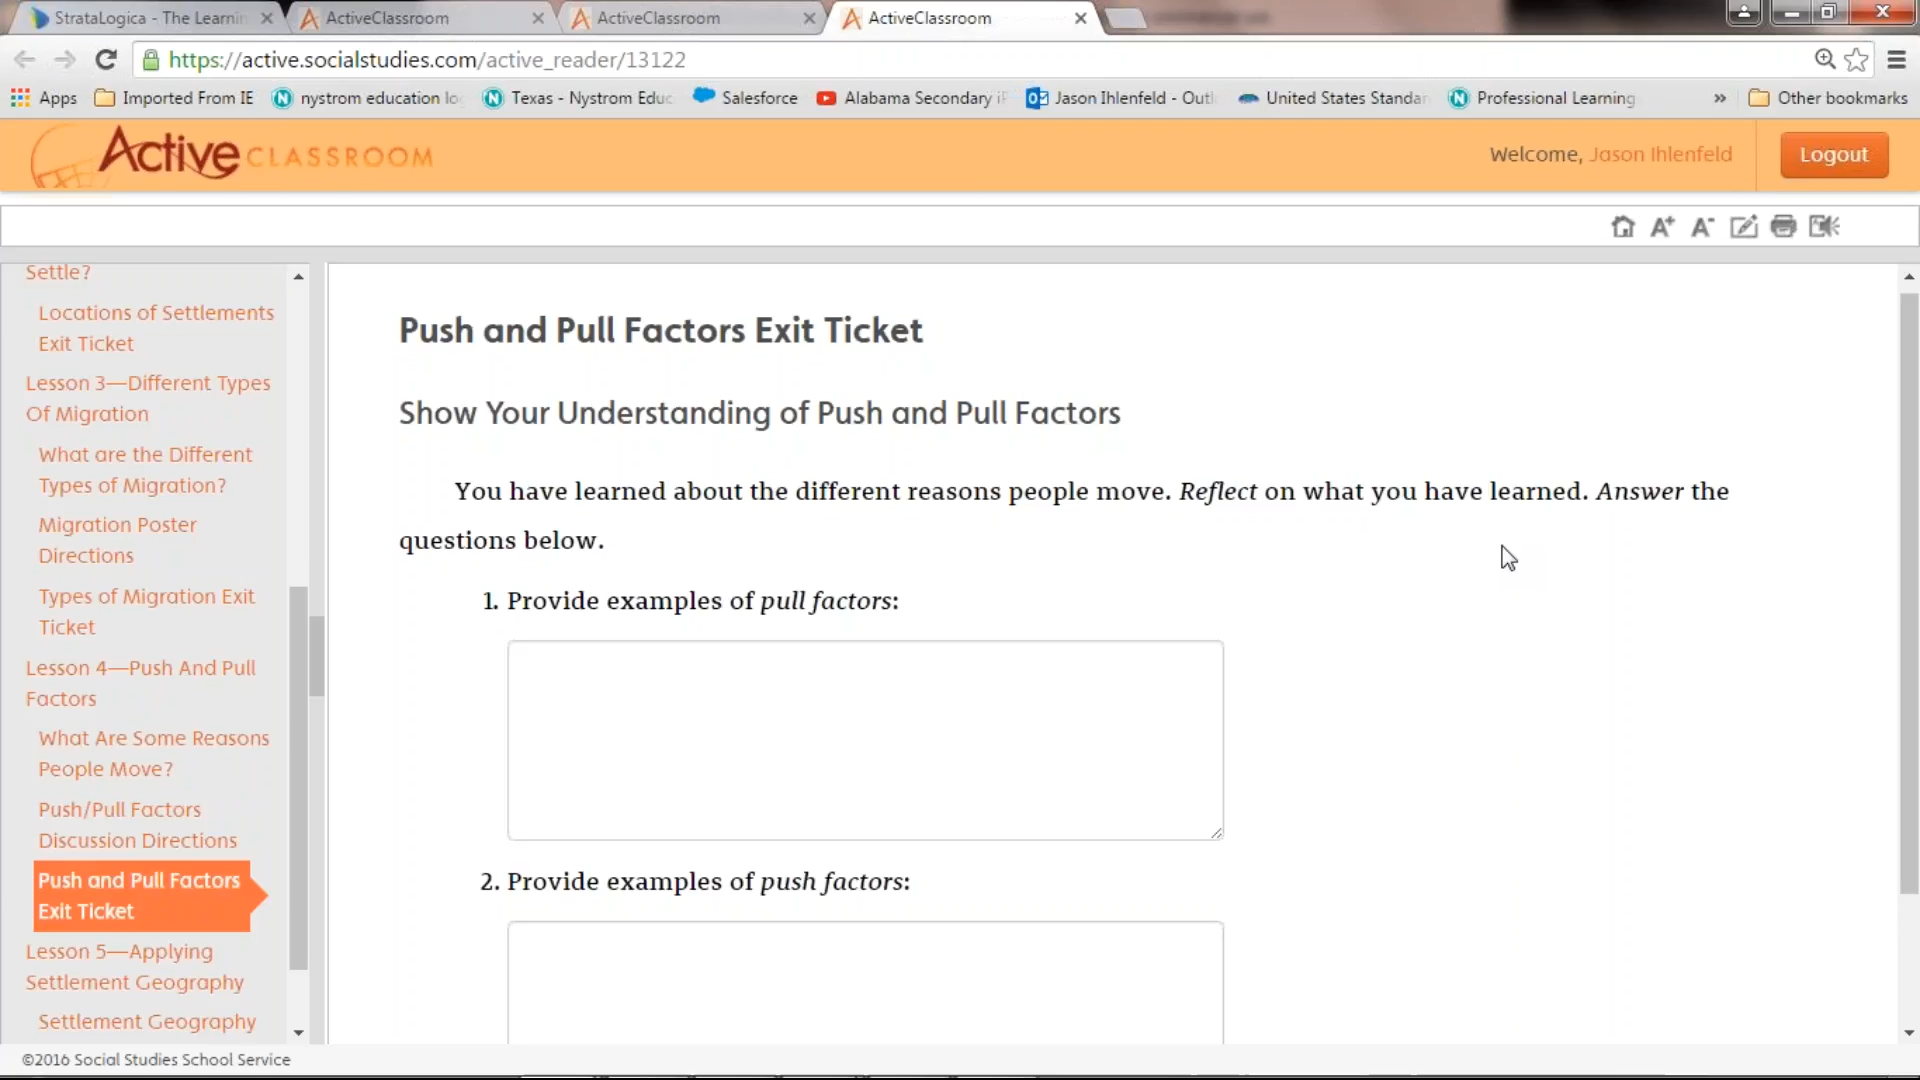 StrataLogica - The Learnin
ActiveClassroom
ActiveClassroom
ActiveClassroom
https://active.socialstudies.com/active_reader/13122
Apps
Imported From IE
nystrom education lo
Texas - Nystrom Educ
Salesforce
Alabama Secondary i
Jason Ihlenfeld - Outl
United States Standar
Professional Learning
»
Other bookmarks
Active CLASSROOM
Welcome, Jason Ihlenfeld
Logout
A+
A-
Settle?
Locations of Settlements
Exit Ticket
Lesson 3—Different Types
Of Migration
What are the Different
Types of Migration?
Migration Poster
Directions
Types of Migration Exit
Ticket
Lesson 4—Push And Pull
Factors
What Are Some Reasons
People Move?
Push/Pull Factors
Discussion Directions
Push and Pull Factors
Exit Ticket
Lesson 5—Applying
Settlement Geography
Settlement Geography
Push and Pull Factors Exit Ticket
Show Your Understanding of Push and Pull Factors
You have learned about the different reasons people move. Reflect on what you have learned. Answer the
questions below.
1. Provide examples of pull factors:
2. Provide examples of push factors:
©2016 Social Studies School Service